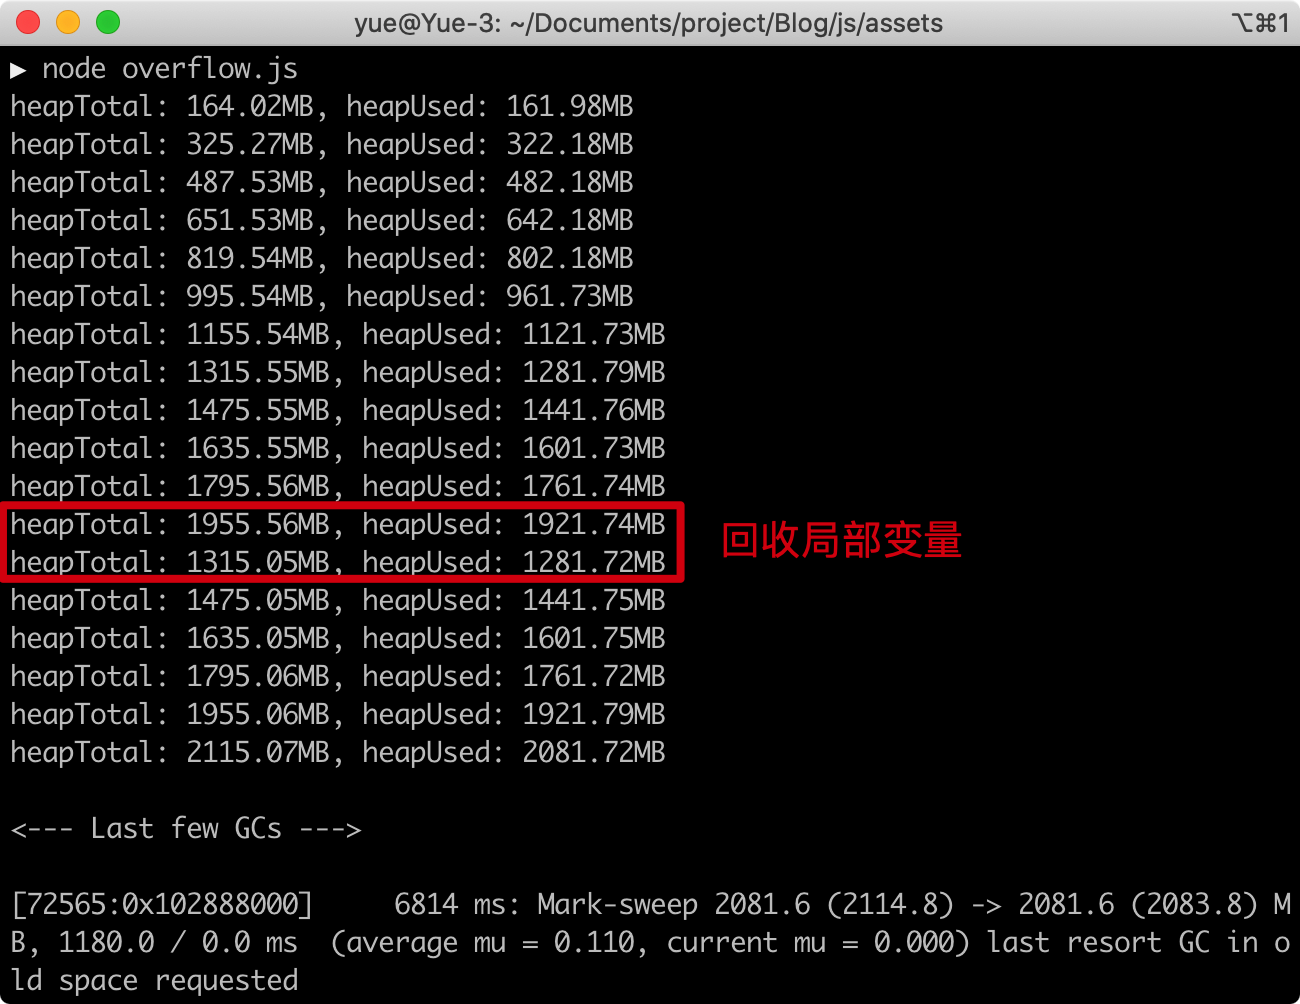 yue@Yue-3: ~/Documents/project/Blog/js/assets
⌥⌘1
▶ node overflow.js
heapTotal: 164.02MB, heapUsed: 161.98MB
heapTotal: 325.27MB, heapUsed: 322.18MB
heapTotal: 487.53MB, heapUsed: 482.18MB
heapTotal: 651.53MB, heapUsed: 642.18MB
heapTotal: 819.54MB, heapUsed: 802.18MB
heapTotal: 995.54MB, heapUsed: 961.73MB
heapTotal: 1155.54MB, heapUsed: 1121.73MB
heapTotal: 1315.55MB, heapUsed: 1281.79MB
heapTotal: 1475.55MB, heapUsed: 1441.76MB
heapTotal: 1635.55MB, heapUsed: 1601.73MB
heapTotal: 1795.56MB, heapUsed: 1761.74MB
heapTotal: 1955.56MB, heapUsed: 1921.74MB
heapTotal: 1315.05MB, heapUsed: 1281.72MB
回收局部变量
heapTotal: 1475.05MB, heapUsed: 1441.75MB
heapTotal: 1635.05MB, heapUsed: 1601.75MB
heapTotal: 1795.06MB, heapUsed: 1761.72MB
heapTotal: 1955.06MB, heapUsed: 1921.79MB
heapTotal: 2115.07MB, heapUsed: 2081.72MB
<--- Last few GCs --->
[72565:0x102888000]     6814 ms: Mark-sweep 2081.6 (2114.8) -> 2081.6 (2083.8) M
B, 1180.0 / 0.0 ms  (average mu = 0.110, current mu = 0.000) last resort GC in o
ld space requested